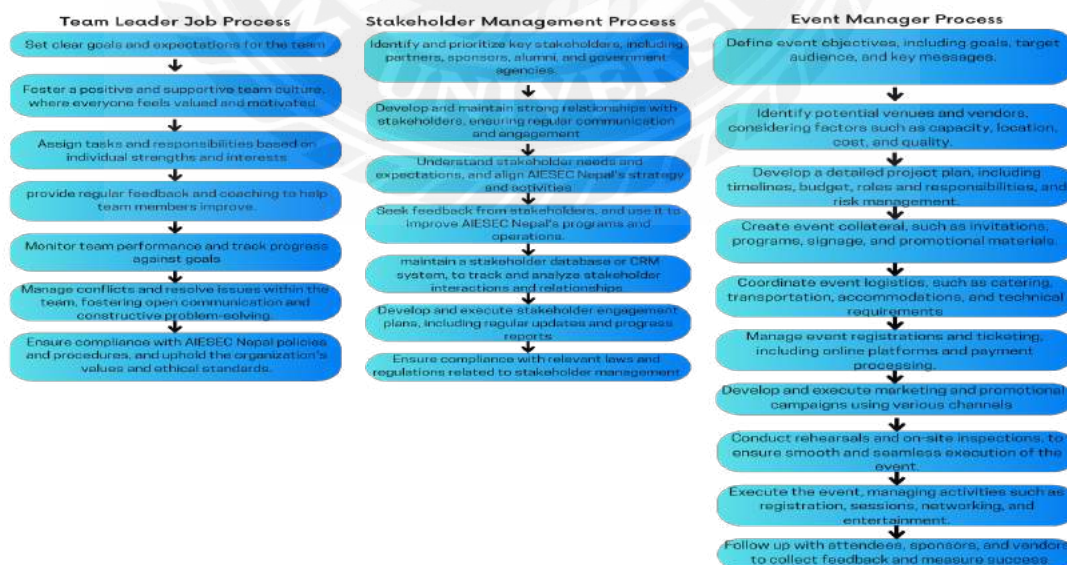 Team Leader Job Process
Set clear goals and expectations for the team
Foster a positive and supportive team culture,
where everyone feels valued and motivated
Assign tasks and responsibilities based on
individual strengths and interests
provide regular feedback and coaching to help
team members improve.
Monitor team performance and track progress
against goals
Manage conflicts and resolve issues within the
team, fostering open communication and
constructive problem-solving.
Ensure compliance with AIESEC Nepal policies
and procedures, and uphold the organization's
values and ethical standards.
Stakeholder Management Process
Identify and prioritize key stakeholders, including
partners, sponsors, alumni, and government
agencies.
Develop and maintain strong relationships with
stakeholders, ensuring regular communication
and engagement
Understand stakeholder needs and
expectations, and align AIESEC Nepal's strategy
and activities
Seek feedback from stakeholders, and use it to
improve AIESEC Nepal's programs and
operations.
maintain a stakeholder database or CRM
system, to track and analyze stakeholder
interactions and relationships
Develop and execute stakeholder engagement
plans, including regular updates and progress
reports
Ensure compliance with relevant laws and
regulations related to stakeholder management
Event Manager Process
Define event objectives, including goals, target
audience, and key messages.
Identify potential venues and vendors,
considering factors such as capacity, location,
cost, and quality.
Develop a detailed project plan, including
timelines, budget, roles and responsibilities, and
risk management.
Create event collateral, such as invitations,
programs, signage, and promotional materials.
Coordinate event logistics, such as catering,
transportation, accommodations, and technical
requirements
Manage event registrations and ticketing,
including online platforms and payment
processing.
Develop and execute marketing and promotional
campaigns using various channels
Conduct rehearsals and on-site inspections, to
ensure smooth and seamless execution of the
event.
Execute the event, managing activities such as
registration, sessions, networking, and
entertainment.
Follow up with attendees, sponsors, and vendors
to collect feedback and measure success.